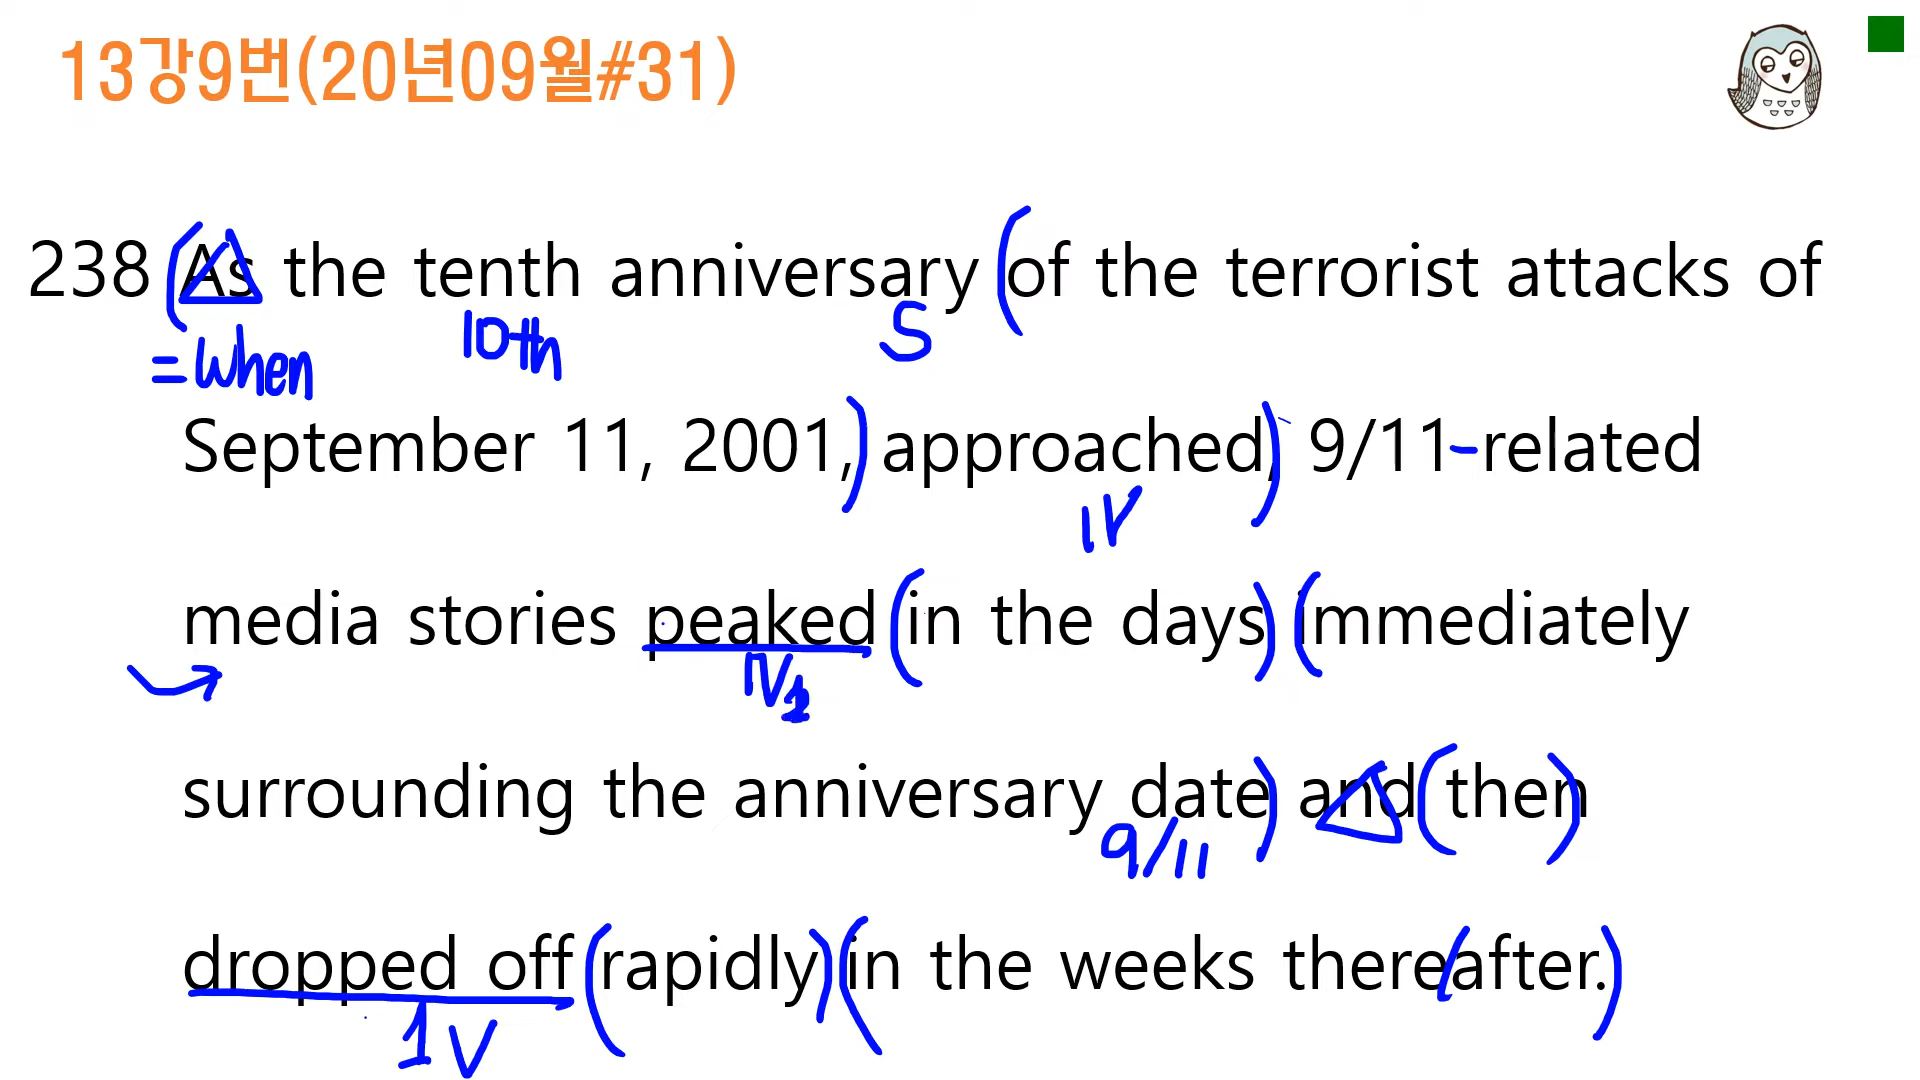 13강9번(20년09월#31)
238 As the tenth anniversary of the terrorist attacks of
=When 10th S
September 11, 2001, approached, 9/11-related
1V
media stories peaked in the days immediately
1V1
surrounding the anniversary date and then
9/11
dropped off rapidly in the weeks thereafter.
1V